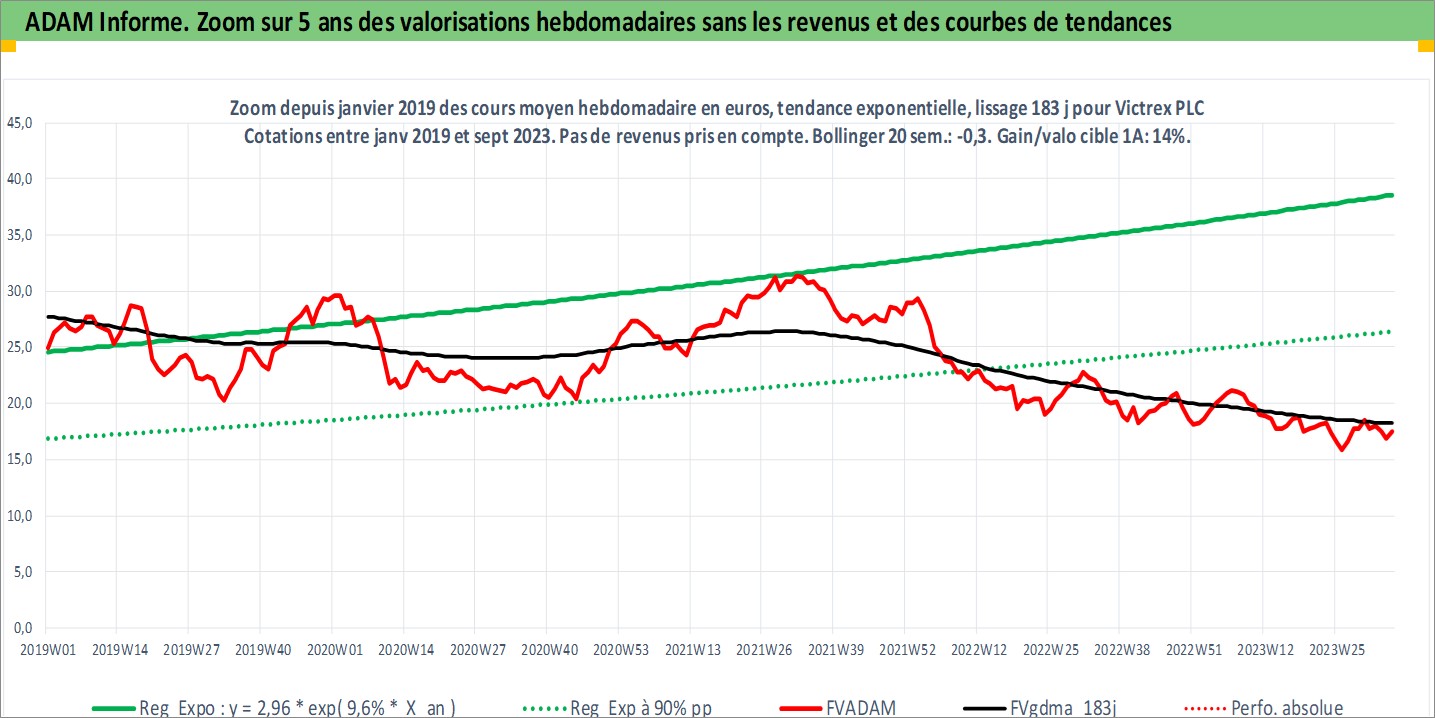 ADAM Informe. Zoom sur 5 ans des valorisations hebdomadaires sans les revenus et des courbes de tendances
Zoom depuis janvier 2019 des cours moyen hebdomadaire en euros, tendance exponentielle, lissage 183 j pour Victrex PLC
Cotations entre janv 2019 et sept 2023. Pas de revenus pris en compte. Bollinger 20 sem.: -0,3. Gain/valo cible 1A: 14%.
45,0
40,0
35,0
30,0
25,0
20,0
15,0
10,0
5,0
0,0
2019W01 2019W14 2019W27 2019W40 2020W01 2020W14 2020W27 2020W40 2020W53 2021W13 2021W26 2021W39 2021W52 2022W12 2022W25 2022W38 2022W51 2023W12 2023W25
Reg Expo : y = 2,96 * exp( 9,6% * X an ) Reg Exp à 90% pp FVADAM FVgdma 183j Perfo. absolue